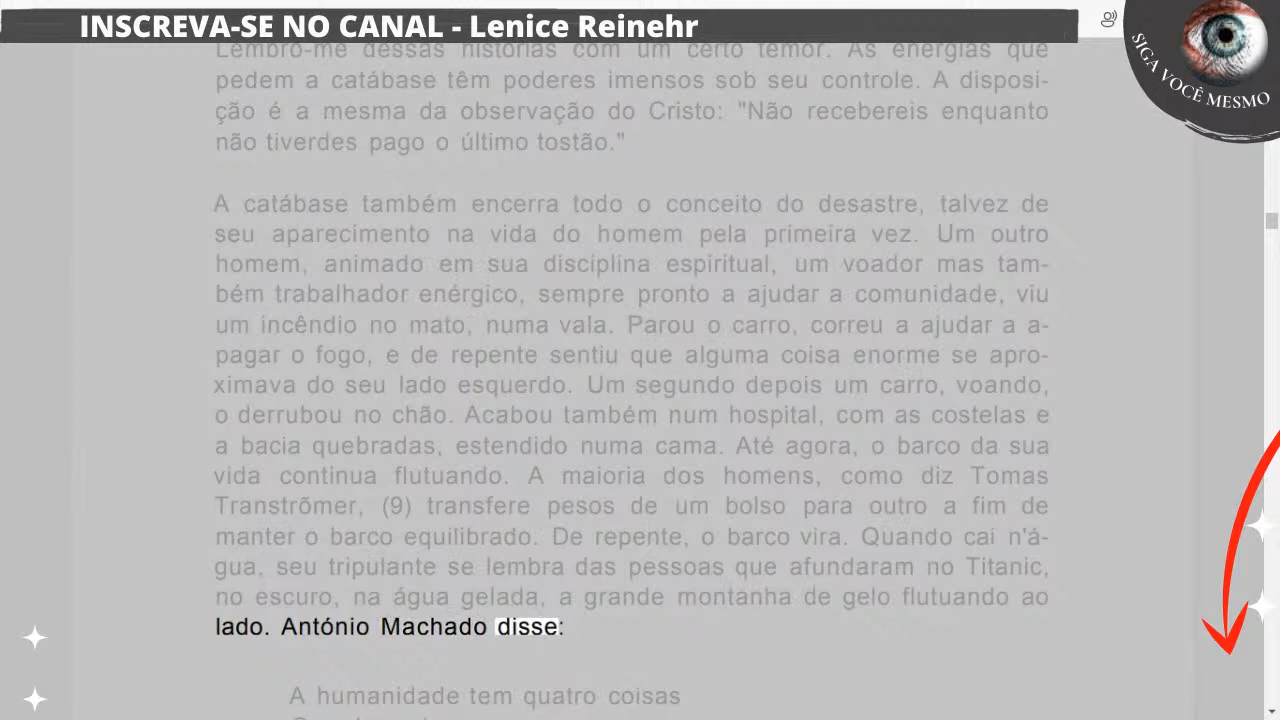 INSCREVA-SE NO CANAL - Lenice Reinehr
SIGA VOCÊ MESMO
Lembro-me dessas histórias com um certo temor. As energias que
pedem a catábase têm poderes imensos sob seu controle. A disposi-
ção é a mesma da observação do Cristo: "Não recebereis enquanto
não tiverdes pago o último tostão."
A catábase também encerra todo o conceito do desastre, talvez de
seu aparecimento na vida do homem pela primeira vez. Um outro
homem, animado em sua disciplina espiritual, um voador mas tam-
bém trabalhador enérgico, sempre pronto a ajudar a comunidade, viu
um incêndio no mato, numa vala. Parou o carro, correu a ajudar a a-
pagar o fogo, e de repente sentiu que alguma coisa enorme se apro-
ximava do seu lado esquerdo. Um segundo depois um carro, voando,
o derrubou no chão. Acabou também num hospital, com as costelas e
a bacia quebradas, estendido numa cama. Até agora, o barco da sua
vida continua flutuando. A maioria dos homens, como diz Tomas
Transtrõmer, (9) transfere pesos de um bolso para outro a fim de
manter o barco equilibrado. De repente, o barco vira. Quando cai n'á-
gua, seu tripulante se lembra das pessoas que afundaram no Titanic,
no escuro, na água gelada, a grande montanha de gelo flutuando ao
lado. António Machado disse:
A humanidade tem quatro coisas